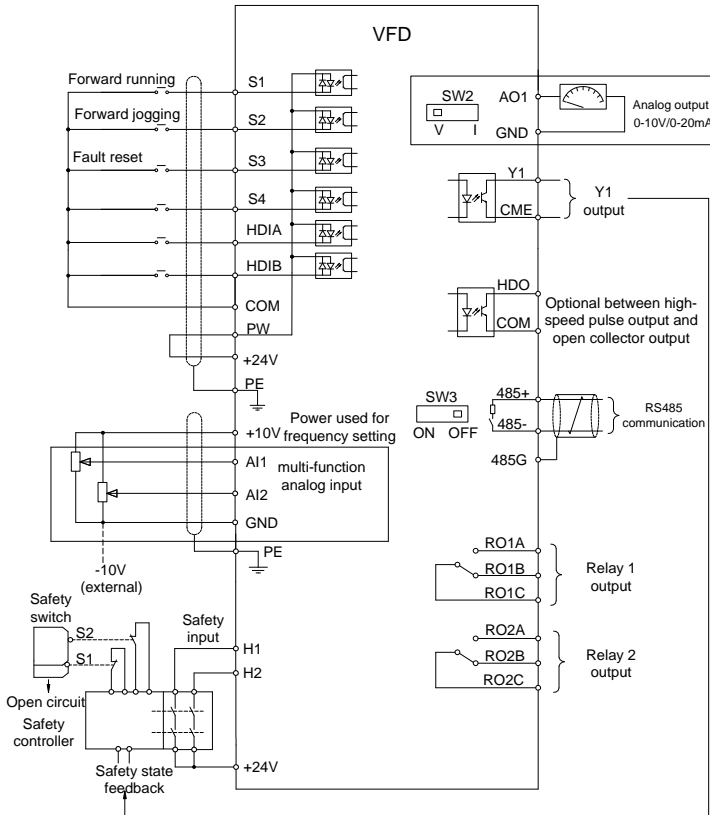 VFD
Forward running
S1
Forward jogging
S2
Fault reset
S3
S4
HDIA
HDIB
COM
PW
+24V
PE
SW2
V I
AO1
GND
Analog output
0-10V/0-20mA
Y1
CME
Y1
output
HDO
COM
Optional between high-
speed pulse output and
open collector output
SW3
ON OFF
485+
485-
485G
RS485
communication
Power used for
frequency setting
+10V
AI1
AI2
GND
PE
multi-function
analog input
-10V
(external)
RO1A
RO1B
RO1C
Relay 1
output
RO2A
RO2B
RO2C
Relay 2
output
Safety
switch
S2
S1
Open circuit
Safety
controller
Safety
input
H1
H2
+24V
Safety state
feedback